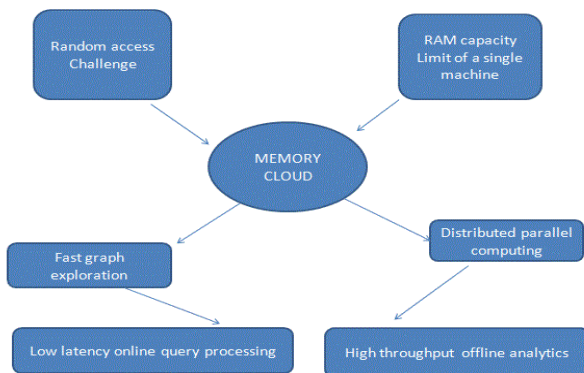 Random access
Challenge
RAM capacity
Limit of a single
machine
MEMORY
CLOUD
Fast graph
exploration
Distributed parallel
computing
Low latency online query processing
High throughput offline analytics